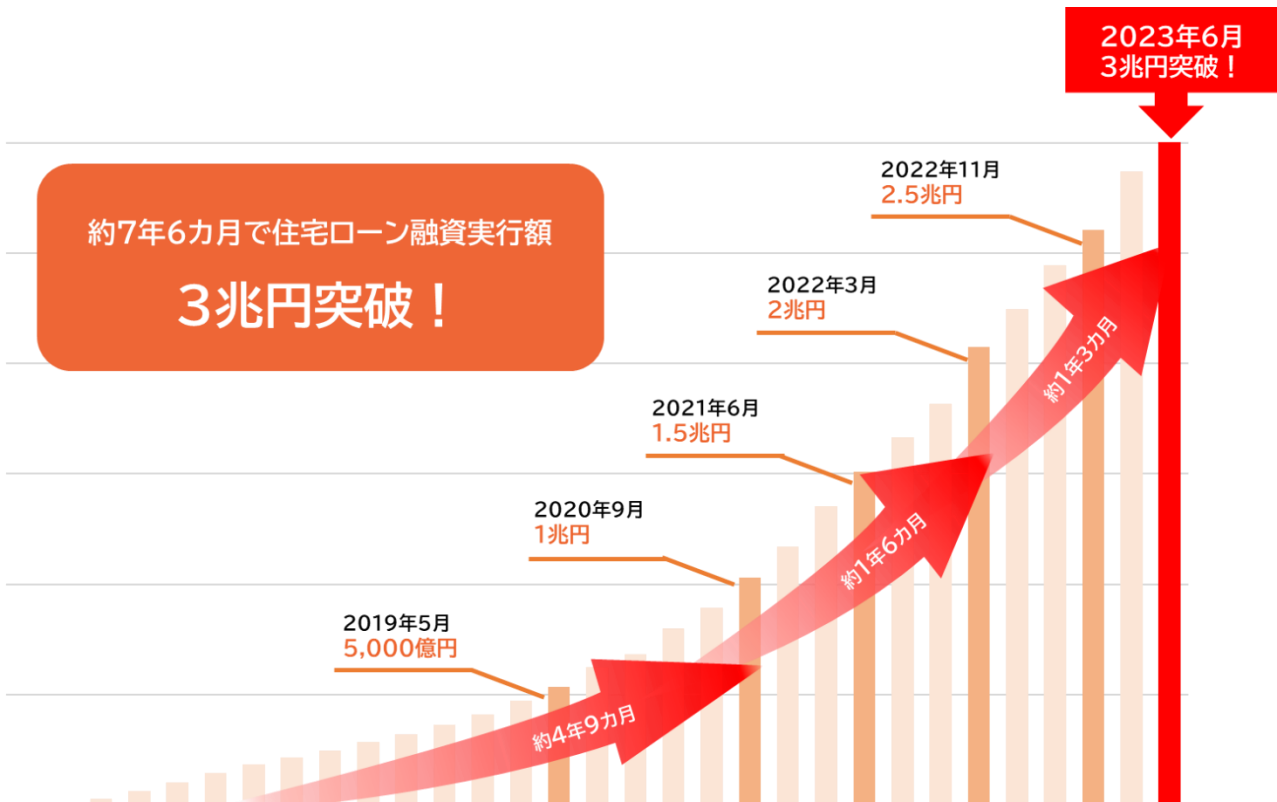 2023年6月
3兆円突破！
約7年6カ月で住宅ローン融資実行額
3兆円突破！
2022年11月
2.5兆円
2022年3月
2兆円
2021年6月
1.5兆円
2020年9月
1兆円
2019年5月
5,000億円
約4年9カ月
約1年6カ月
約1年3カ月